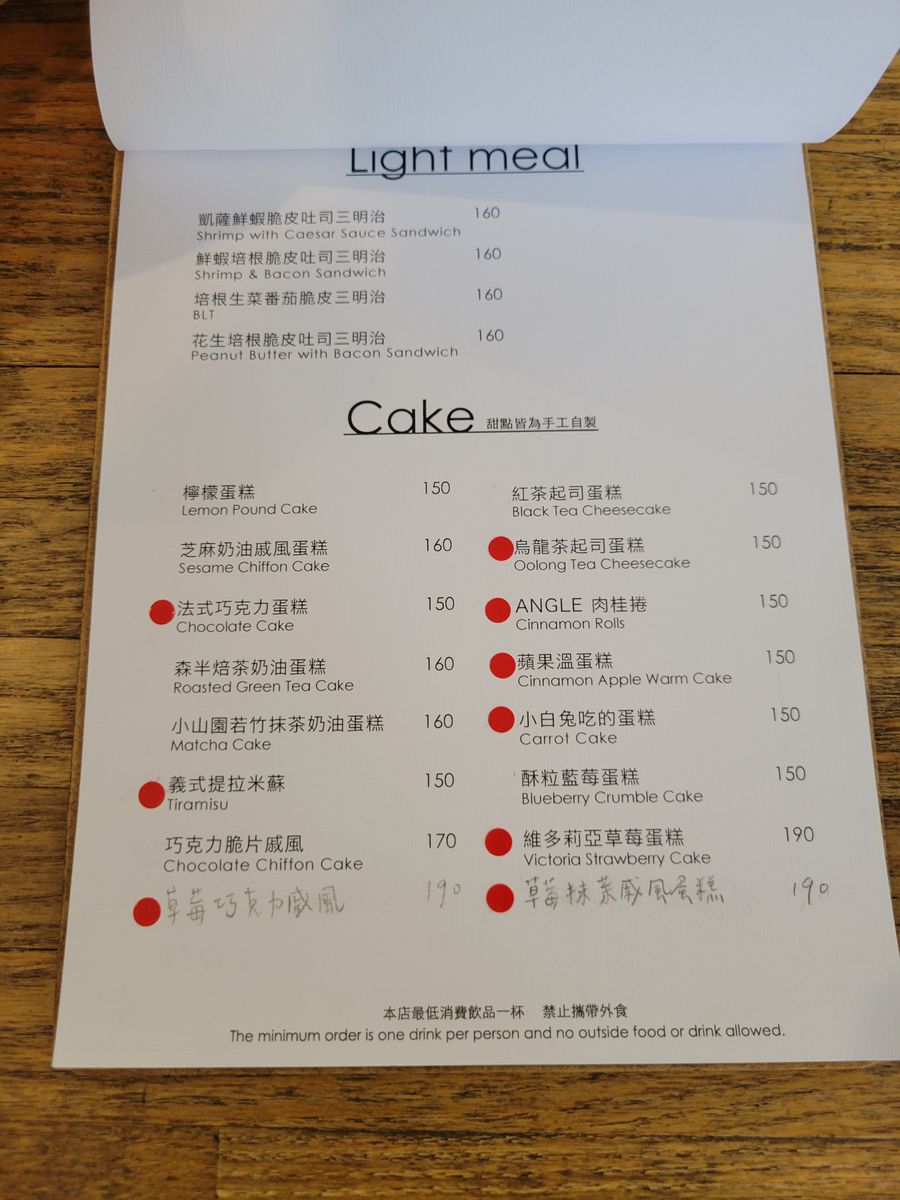 Light meal
凱薩鮮蝦脆皮吐司三明治 160
Shrimp with Caesar Sauce Sandwich
鮮蝦培根脆皮吐司三明治 160
Shrimp & Bacon Sandwich
培根生菜番茄脆皮三明治 160
BLT
花生培根脆皮吐司三明治 160
Peanut Butter with Bacon Sandwich
Cake 甜點皆為手工自製
檸檬蛋糕 150
Lemon Pound Cake
芝麻奶油戚風蛋糕 160
Sesame Chiffon Cake
法式巧克力蛋糕 150
Chocolate Cake
森半焙茶奶油蛋糕 160
Roasted Green Tea Cake
小山園若竹抹茶奶油蛋糕 160
Matcha Cake
義式提拉米蘇 150
Tiramisu
巧克力脆片戚風 170
Chocolate Chiffon Cake
草莓巧克力戚風 190
紅茶起司蛋糕 150
Black Tea Cheesecake
烏龍茶起司蛋糕 150
Oolong Tea Cheesecake
ANGLE 肉桂捲 150
Cinnamon Rolls
蘋果溫蛋糕 150
Cinnamon Apple Warm Cake
小白兔吃的蛋糕 150
Carrot Cake
酥粒藍莓蛋糕 150
Blueberry Crumble Cake
維多莉亞草莓蛋糕 190
Victoria Strawberry Cake
草莓抹茶戚風蛋糕 190
本店最低消費飲品一杯 禁止攜帶外食
The minimum order is one drink per person and no outside food or drink allowed.